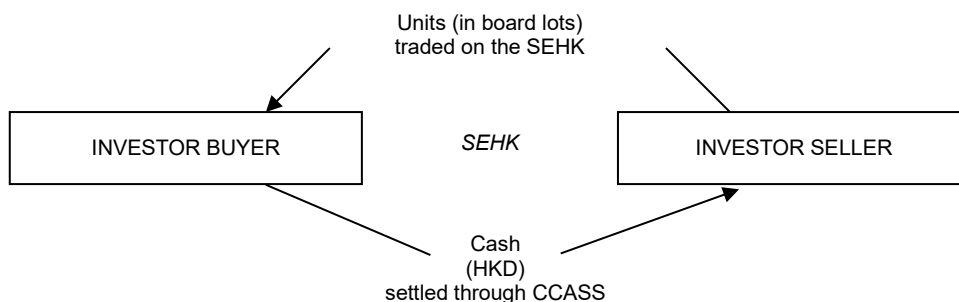 Units (in board lots)
traded on the SEHK
INVESTOR BUYER
SEHK
INVESTOR SELLER
Cash
(HKD)
settled through CCASS